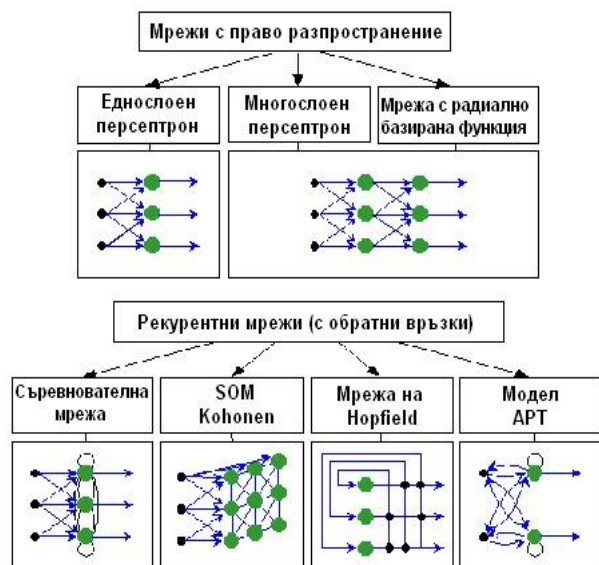 Мрежи с право разпространение
Еднослоен
персептрон
Многослоен
персептрон
Мрежа с радиално
базирана функция
Рекурентни мрежи (с обратни връзки)
Съревнователна
мрежа
SOM
Kohonen
Мрежа на
Hopfield
Модел
АРТ